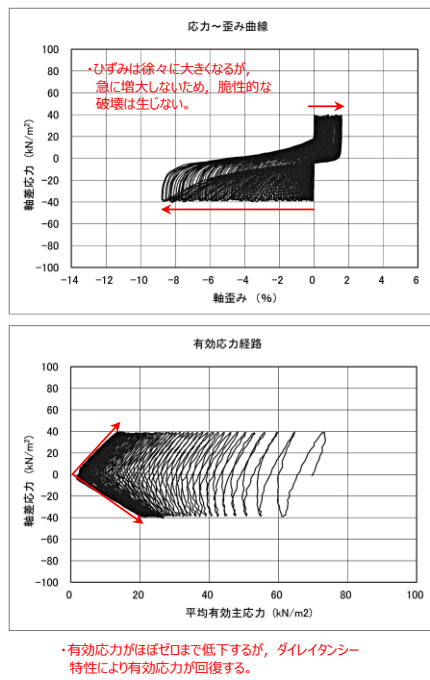 応力～歪み曲線
・ひずみは徐々に大きくなるが,
急に増大しないため, 脆性的な
破壊は生じない。
軸差応力 (kN/m²)
100
80
60
40
20
0
-20
-40
-60
-80
-100
-14 -12 -10 -8 -6 -4 -2 0 2 4 6
軸歪み (%)
有効応力経路
軸差応力 (kN/m²)
100
80
60
40
20
0
-20
-40
-60
-80
-100
0 20 40 60 80 100
平均有効主応力 (kN/m2)
・有効応力がほぼゼロまで低下するが, ダイレイタンシー
特性により有効応力が回復する。